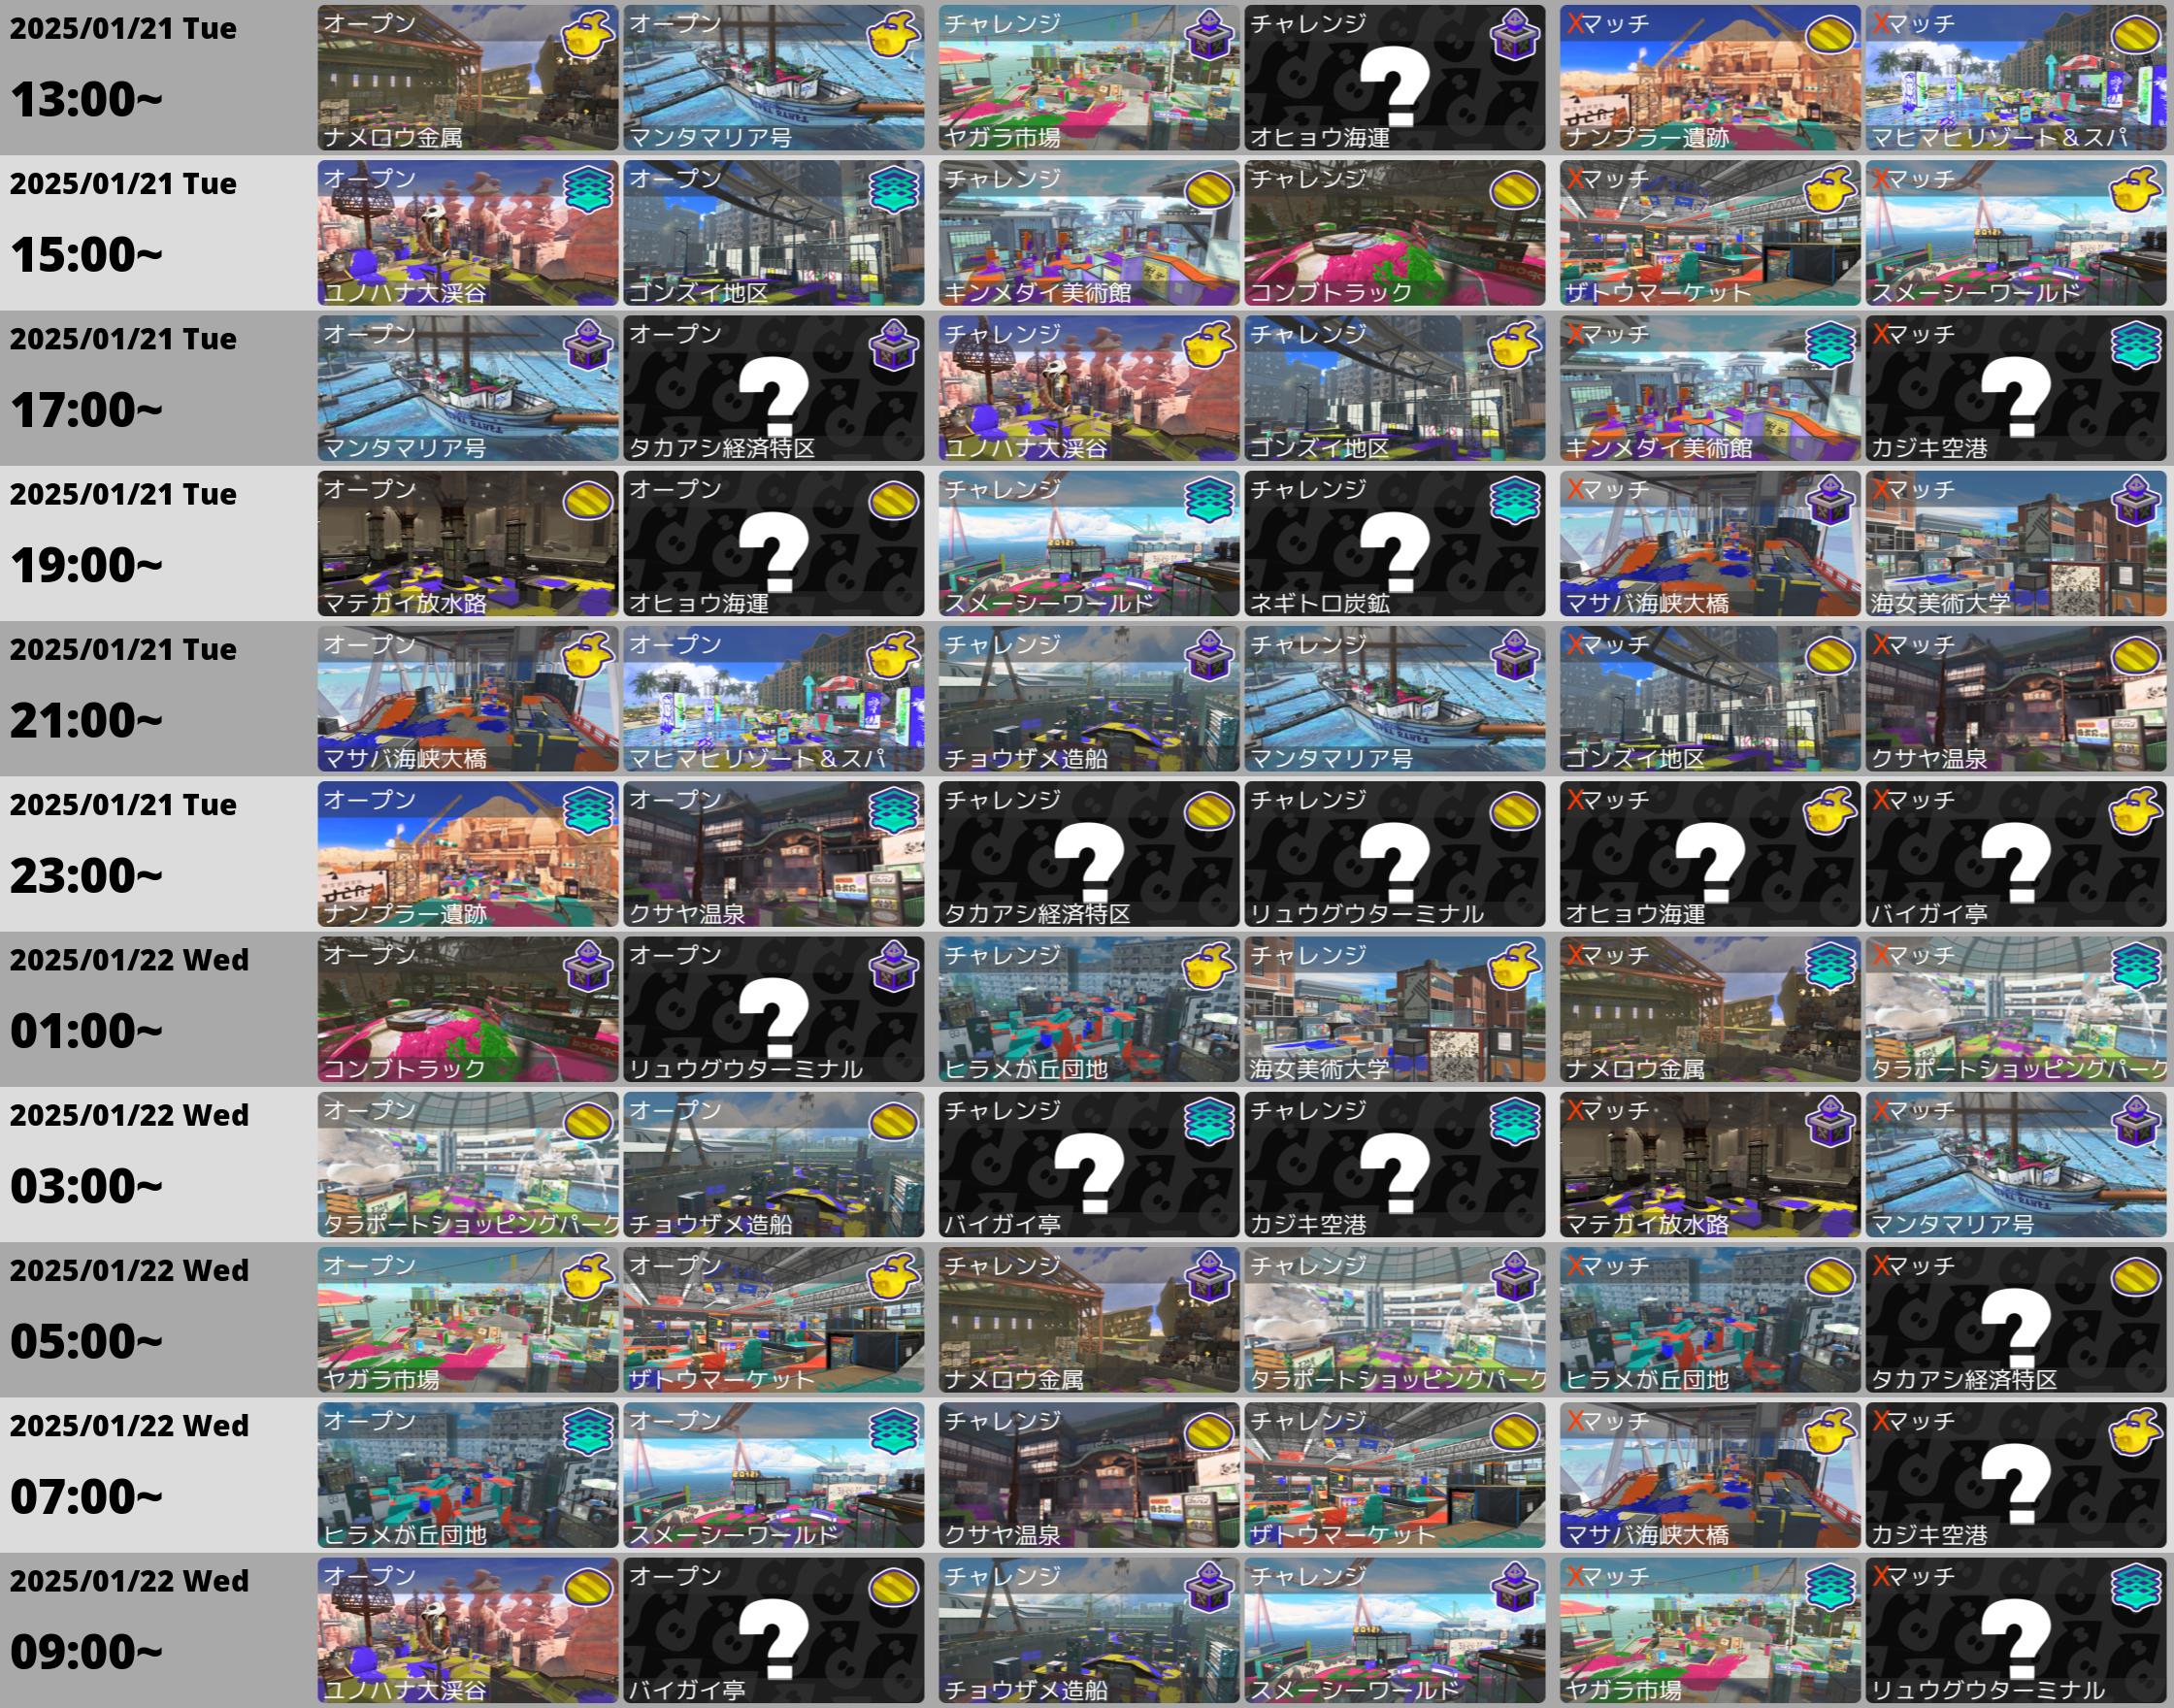 2025/01/21 Tue
13:00~
オープン
ナメロウ金属
オープン
マンタマリア号
チャレンジ
ヤガラ市場
チャレンジ
オヒョウ海運
Xマッチ
ナンプラー遺跡
Xマッチ
マヒマヒリゾート&スパ
2025/01/21 Tue
15:00~
オープン
ユノハナ大渓谷
オープン
ゴンズイ地区
チャレンジ
キンメダイ美術館
チャレンジ
コンブトラック
Xマッチ
ザトウマーケット
Xマッチ
スメーシーワールド
2025/01/21 Tue
17:00~
オープン
マンタマリア号
オープン
?
タカアシ経済特区
チャレンジ
ユノハナ大渓谷
チャレンジ
ゴンズイ地区
Xマッチ
キンメダイ美術館
Xマッチ
?
カジキ空港
2025/01/21 Tue
19:00~
オープン
マテガイ放水路
オープン
?
オヒョウ海運
チャレンジ
スメーシーワールド
チャレンジ
?
ネギトロ炭鉱
Xマッチ
マサバ海峡大橋
Xマッチ
海女美術大学
2025/01/21 Tue
21:00~
オープン
マサバ海峡大橋
オープン
マヒマヒリゾート&スパ
チャレンジ
チョウザメ造船
チャレンジ
マンタマリア号
Xマッチ
ゴンズイ地区
Xマッチ
クサヤ温泉
2025/01/21 Tue
23:00~
オープン
ナンプラー遺跡
オープン
クサヤ温泉
チャレンジ
?
タカアシ経済特区
チャレンジ
?
リュウグウターミナル
Xマッチ
?
オヒョウ海運
Xマッチ
?
バイガイ亭
2025/01/22 Wed
01:00~
オープン
コンブトラック
オープン
?
リュウグウターミナル
チャレンジ
ヒラメが丘団地
チャレンジ
海女美術大学
Xマッチ
ナメロウ金属
Xマッチ
タラポートショッピングパーク
2025/01/22 Wed
03:00~
オープン
タラポートショッピングパーク
オープン
チョウザメ造船
チャレンジ
?
バイガイ亭
チャレンジ
?
カジキ空港
Xマッチ
マテガイ放水路
Xマッチ
マンタマリア号
2025/01/22 Wed
05:00~
オープン
ヤガラ市場
オープン
ザトウマーケット
チャレンジ
ナメロウ金属
チャレンジ
タラポートショッピングパーク
Xマッチ
ヒラメが丘団地
Xマッチ
?
タカアシ経済特区
2025/01/22 Wed
07:00~
オープン
ヒラメが丘団地
オープン
スメーシーワールド
チャレンジ
クサヤ温泉
チャレンジ
ザトウマーケット
Xマッチ
マサバ海峡大橋
Xマッチ
?
カジキ空港
2025/01/22 Wed
09:00~
オープン
ユノハナ大渓谷
オープン
?
バイガイ亭
チャレンジ
チョウザメ造船
チャレンジ
スメーシーワールド
Xマッチ
ヤガラ市場
Xマッチ
?
リュウグウターミナル